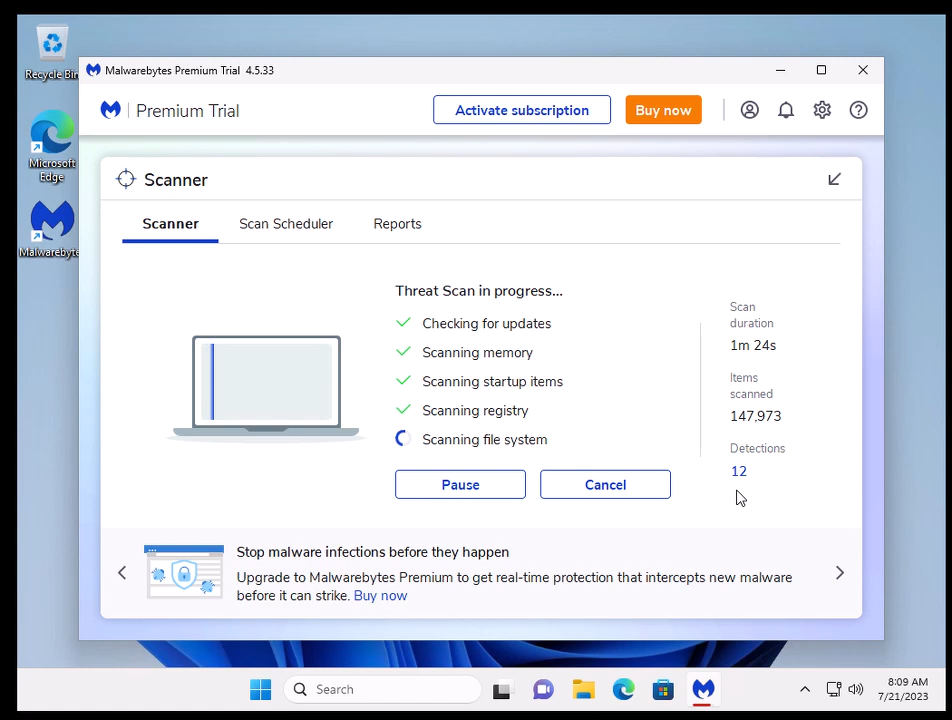 Recycle Bin
Microsoft
Edge
Malwarebyte
Malwarebytes Premium Trial 4.5.33
Premium Trial
Activate subscription
Buy now
Scanner
Scanner
Scan Scheduler
Reports
Threat Scan in progress...
Checking for updates
Scanning memory
Scanning startup items
Scanning registry
Scanning file system
Pause
Cancel
Scan
duration
1m 24s
Items
scanned
147,973
Detections
12
Stop malware infections before they happen
Upgrade to Malwarebytes Premium to get real-time protection that intercepts new malware
before it can strike. Buy now
Search
8:09 AM
7/21/2023